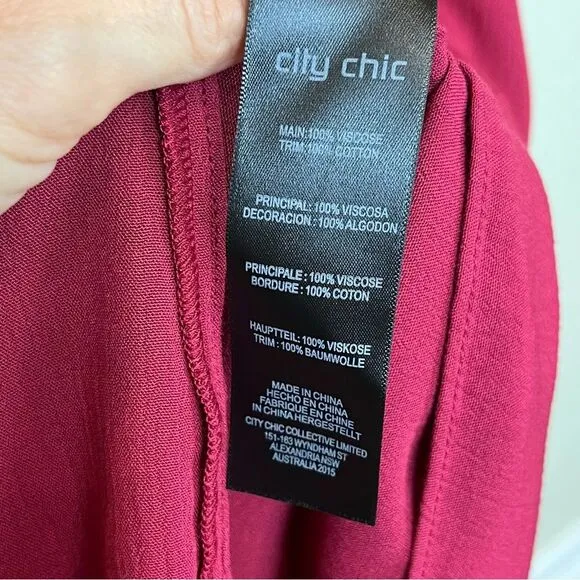 city chic
MAIN: 100% VISCOSE
TRIM: 100% COTTON
PRINCIPAL: 100% VISCOSA
DECORACION : 100% ALGODON
PRINCIPALE : 100% VISCOSE
BORDURE : 100% COTON
HAUPTTEIL: 100% VISKOSE
TRIM : 100% BAUMWOLLE
MADE IN CHINA
HECHO EN CHINA
FABRIQUE EN CHINE
IN CHINA HERGESTELLT
CITY CHIC COLLECTIVE LIMITED
151-163 WYNDHAM ST
ALEXANDRIA NSW
AUSTRALIA 2015